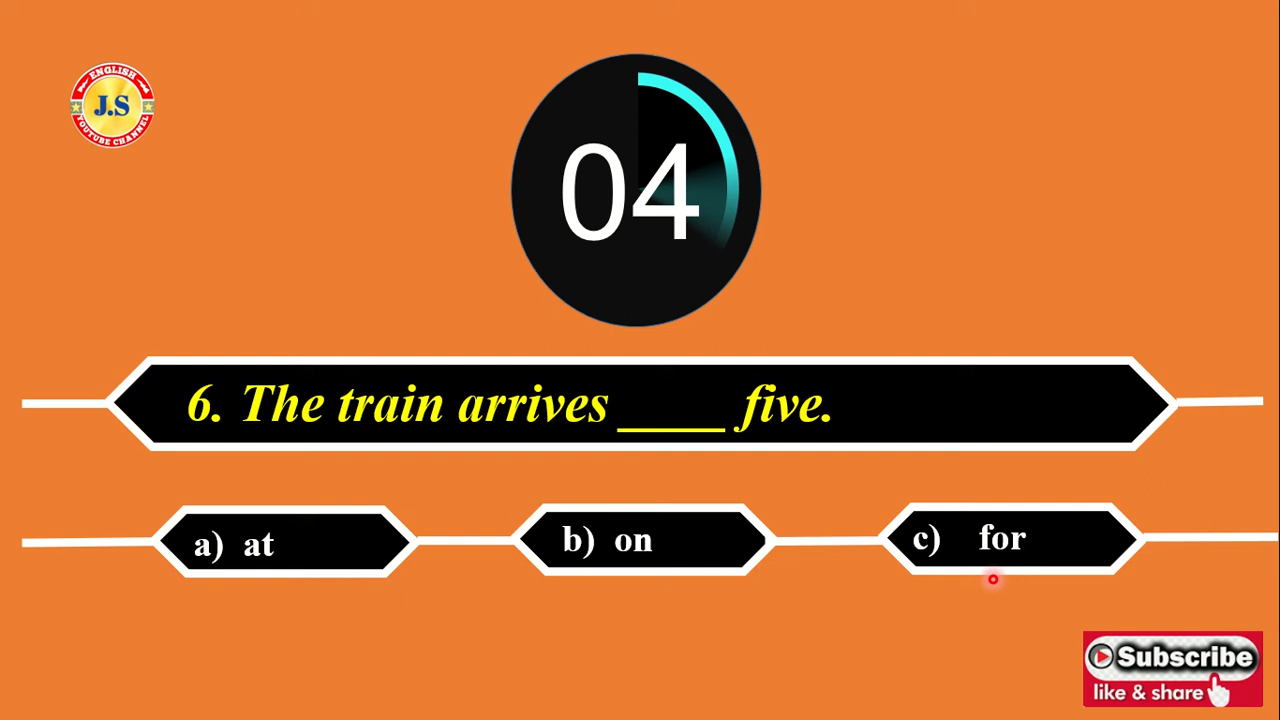 ENGLISH
J.S
YOUTUBE CHANNEL
04
6. The train arrives ____ five.
a) at
b) on
c) for
Subscribe
like & share